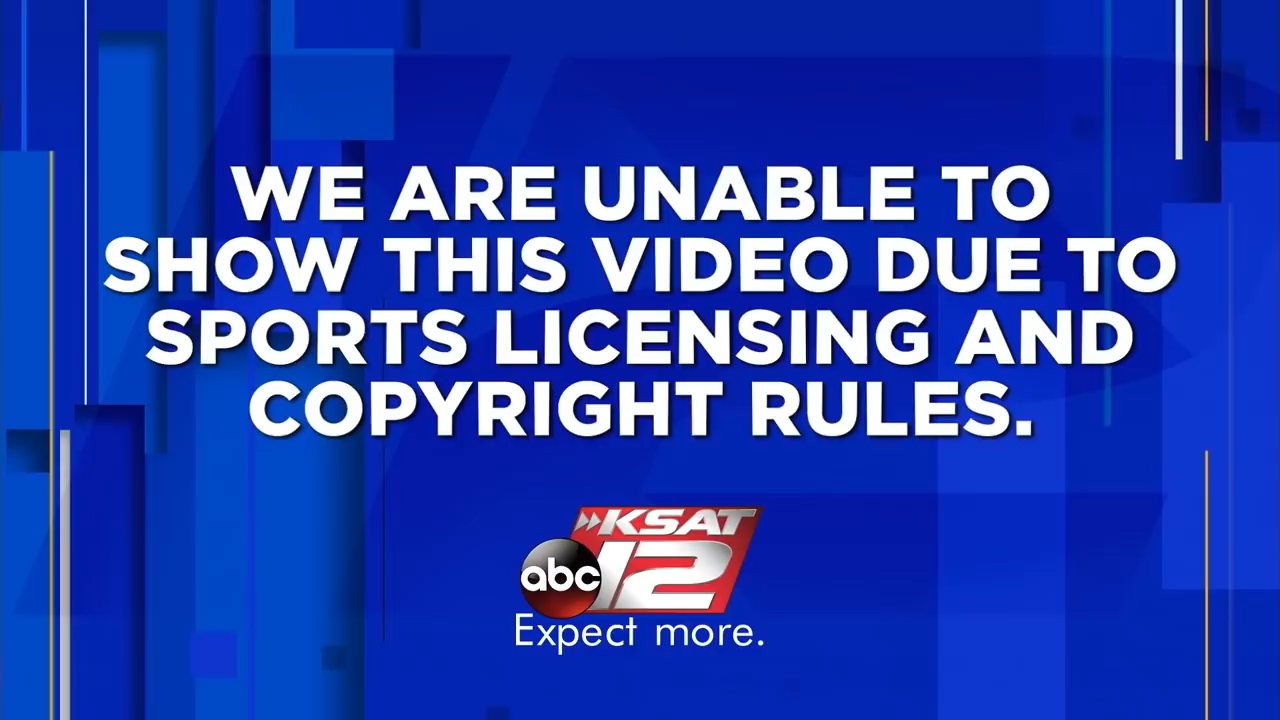 WE ARE UNABLE TO
SHOW THIS VIDEO DUE TO
SPORTS LICENSING AND
COPYRIGHT RULES.
KSAT
abc 12
Expect more.